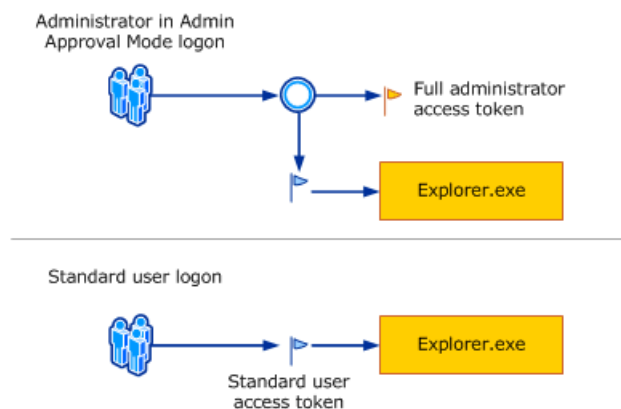 Administrator in Admin
Approval Mode logon
Full administrator
access token
Explorer.exe
Standard user logon
Explorer.exe
Standard user
access token